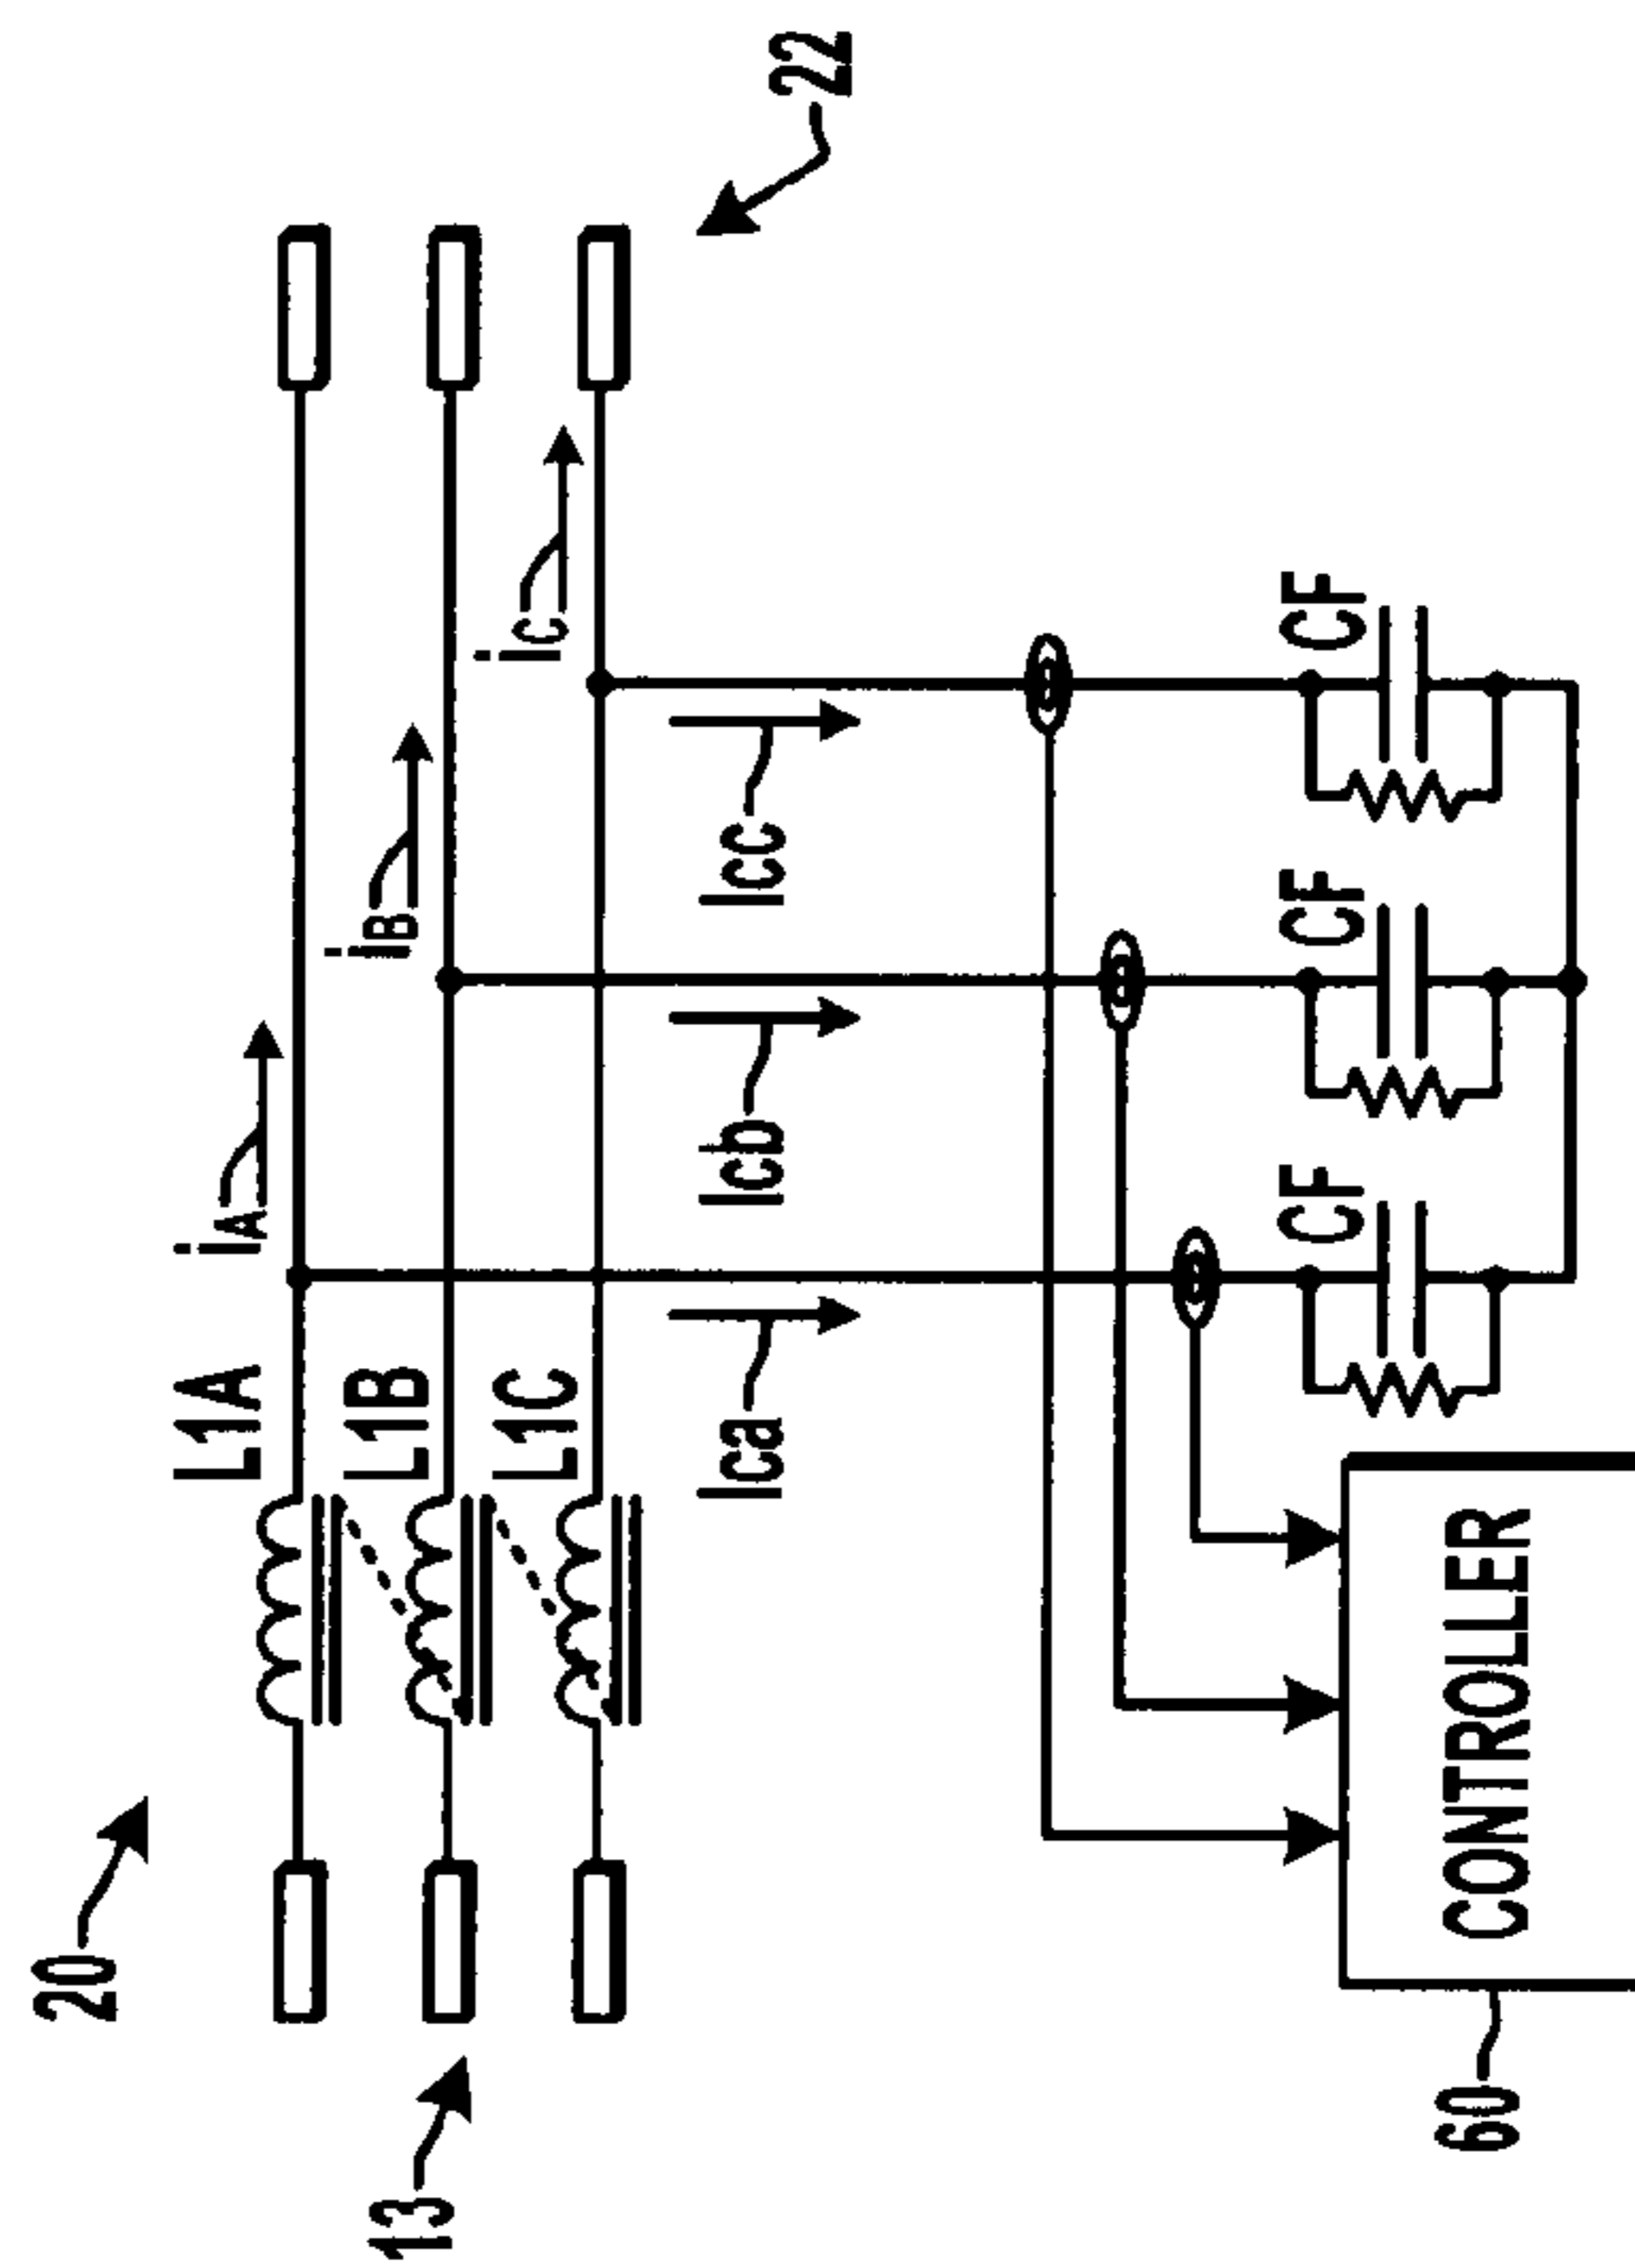 20
L1A
iA
L1B
iB
13
L1C
iC
Ica
Icb
Icc
22
CF
CF
CF
60
CONTROLLER